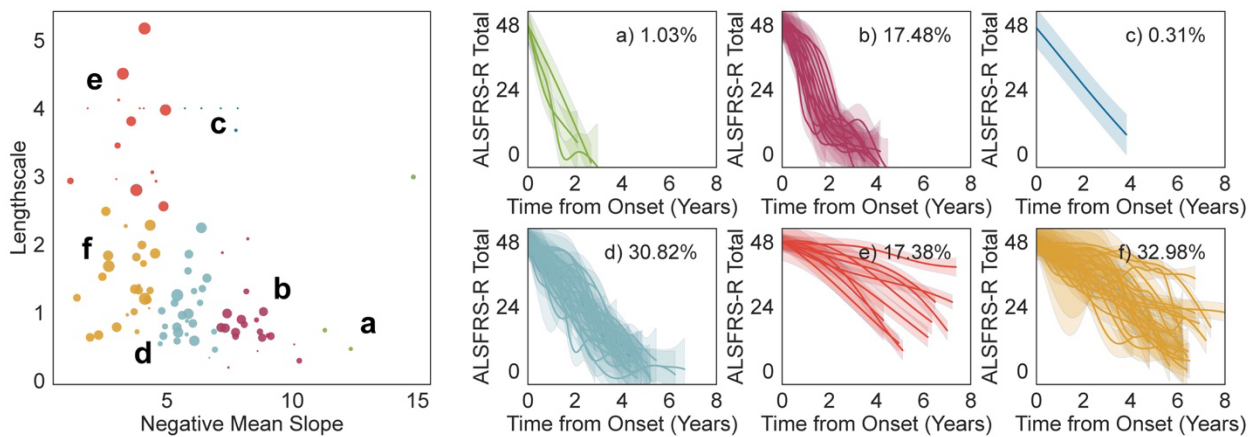 5
4
3
2
1
0
Lengthscale
e
c
f
b
d
a
5
10
15
Negative Mean Slope
48
24
0
ALSFRS-R Total
a) 1.03%
0 2 4 6 8
Time from Onset (Years)
48
24
0
ALSFRS-R Total
b) 17.48%
0 2 4 6 8
Time from Onset (Years)
48
24
0
ALSFRS-R Total
c) 0.31%
0 2 4 6 8
Time from Onset (Years)
48
24
0
ALSFRS-R Total
d) 30.82%
0 2 4 6 8
Time from Onset (Years)
48
24
0
ALSFRS-R Total
e) 17.38%
0 2 4 6 8
Time from Onset (Years)
48
24
0
ALSFRS-R Total
f) 32.98%
0 2 4 6 8
Time from Onset (Years)